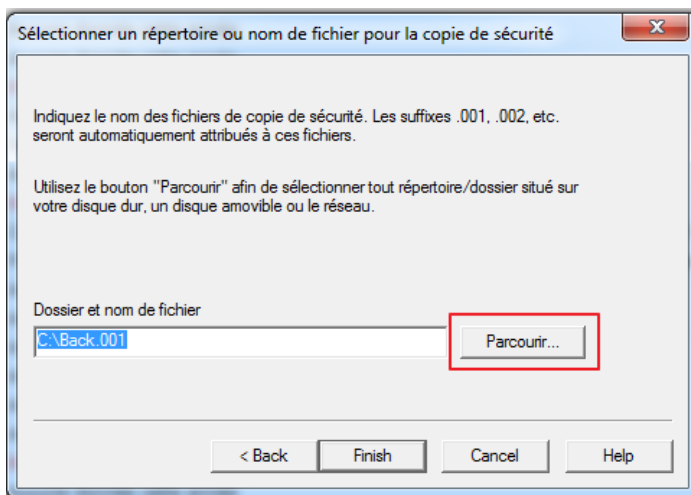 Sélectionner un répertoire ou nom de fichier pour la copie de sécurité
Indiquez le nom des fichiers de copie de sécurité. Les suffixes .001, .002, etc.
seront automatiquement attribués à ces fichiers.
Utilisez le bouton "Parcourir" afin de sélectionner tout répertoire/dossier situé sur
votre disque dur, un disque amovible ou le réseau.
Dossier et nom de fichier
C:\Back.001
Parcourir...
< Back
Finish
Cancel
Help